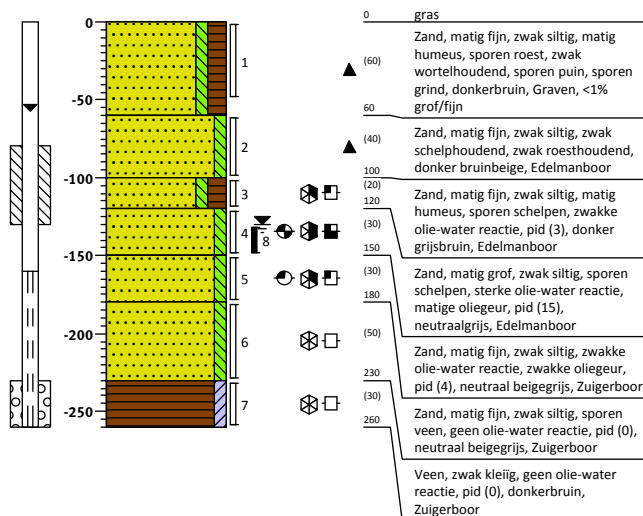 0
-50
-100
-150
-200
-250
1
2
3
4
8
5
6
7
0
gras
(60)
Zand, matig fijn, zwak siltig, matig
humeus, sporen roest, zwak
wortelhoudend, sporen puin, sporen
grind, donkerbruin, Graven, <1%
grof/fijn
60
(40)
Zand, matig fijn, zwak siltig, zwak
schelphoudend, zwak roesthoudend,
donker bruinbeige, Edelmanboor
100
(20)
Zand, matig fijn, zwak siltig, matig
humeus, sporen schelpen, zwakke
olie-water reactie, pid (3), donker
grijsbruin, Edelmanboor
120
(30)
Zand, matig grof, zwak siltig, sporen
schelpen, sterke olie-water reactie,
matige oliegeur, pid (15),
neutraalgrijs, Edelmanboor
150
(30)
Zand, matig fijn, zwak siltig, zwakke
olie-water reactie, zwakke oliegeur,
pid (4), neutraal beigegrijs, Zuigerboor
180
(50)
Zand, matig fijn, zwak siltig, sporen
veen, geen olie-water reactie, pid (0),
neutraal beigegrijs, Zuigerboor
230
(30)
Veen, zwak kleiïg, geen olie-water
reactie, pid (0), donkerbruin,
Zuigerboor
260